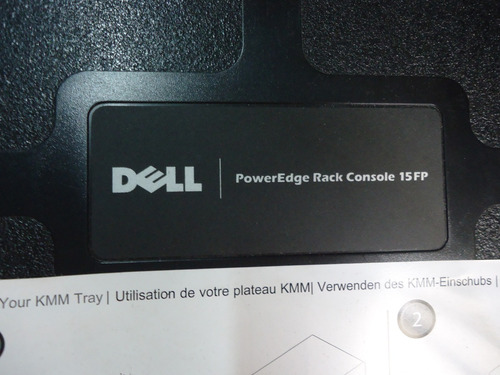 DELL
PowerEdge Rack Console 15FP
Your KMM Tray | Utilisation de votre plateau KMM| Verwenden des KMM-Einschubs |
2